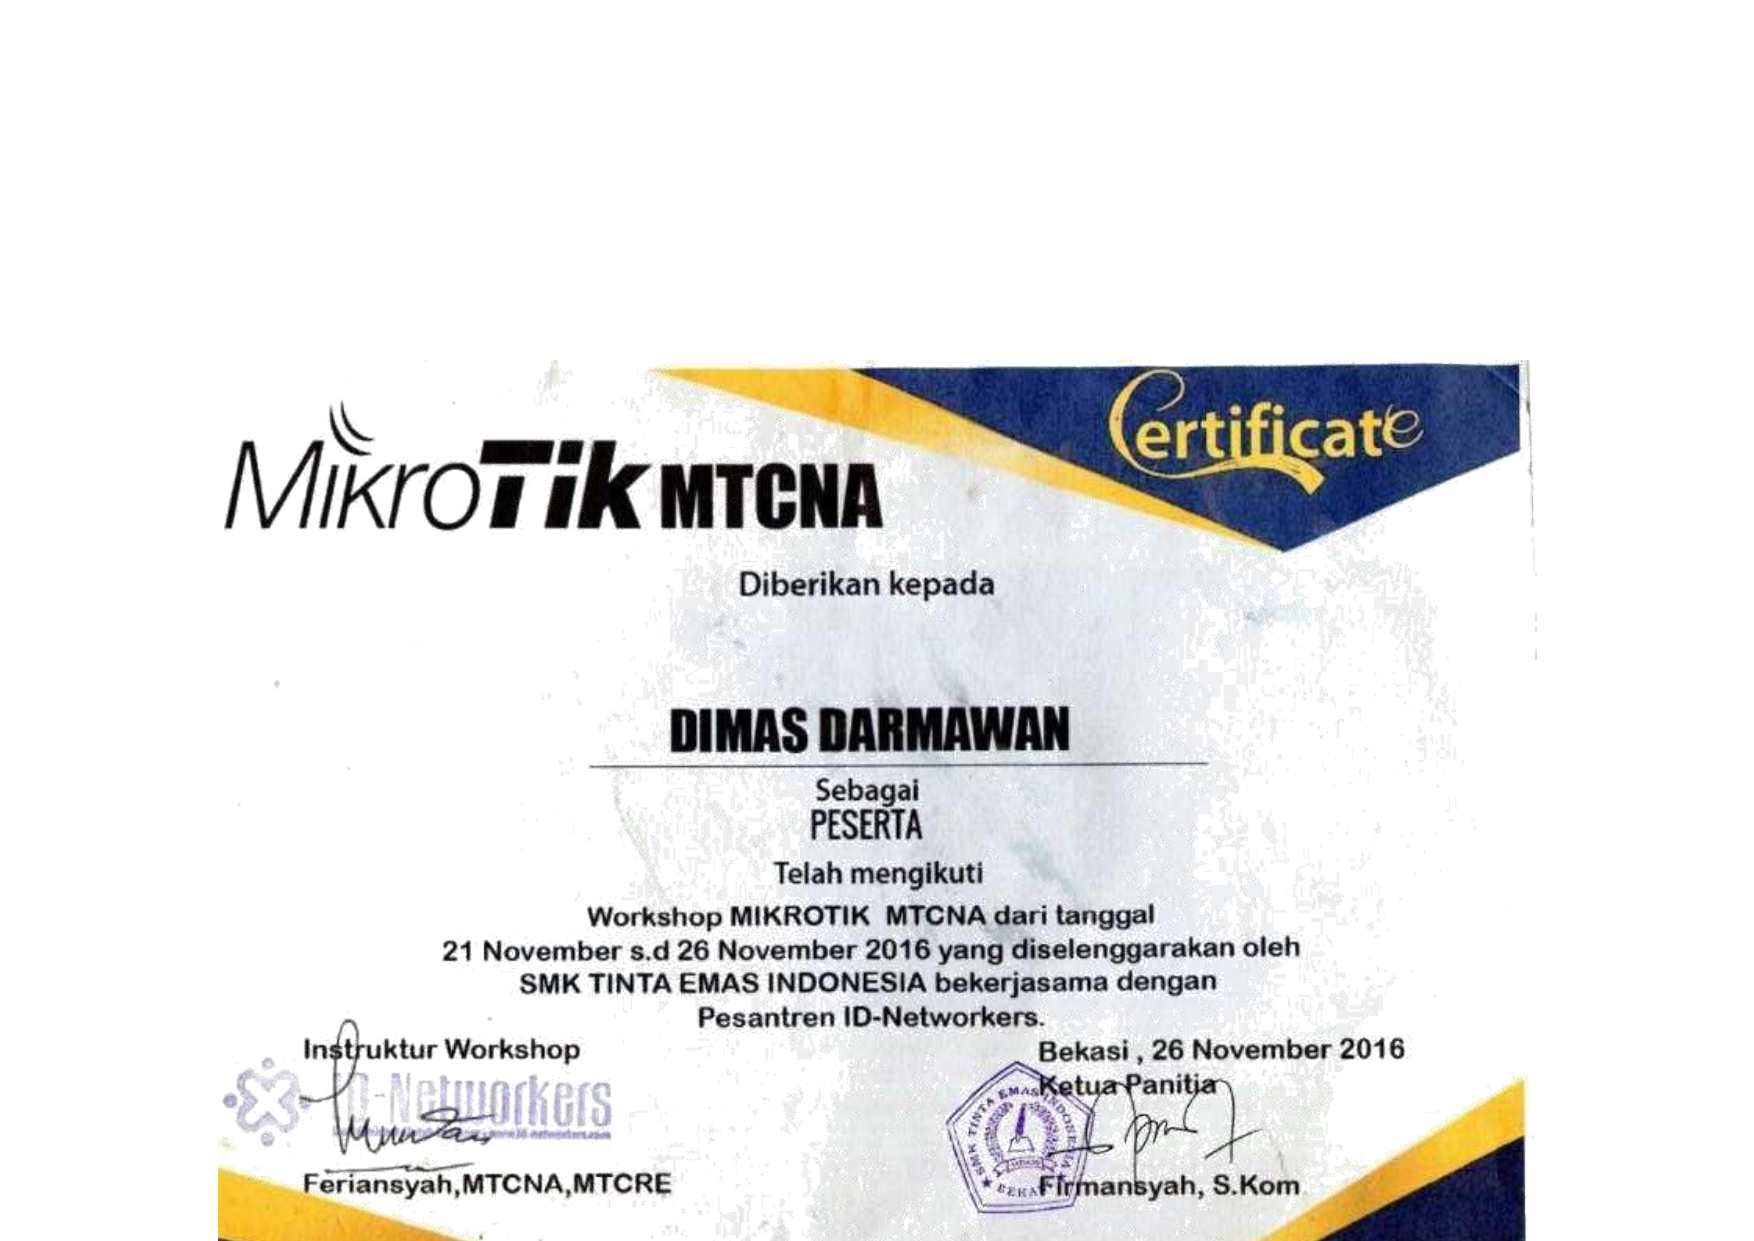 Certificate
MikroTik MTCNA
Diberikan kepada
DIMAS DARMAWAN
Sebagai
PESERTA
Telah mengikuti
Workshop MIKROTIK MTCNA dari tanggal
21 November s.d 26 November 2016 yang diselenggarakan oleh
SMK TINTA EMAS INDONESIA bekerjasama dengan
Pesantren ID-Networkers.
Instruktur Workshop
ID-Networkers
Feriansyah,MTCNA,MTCRE
Bekasi , 26 November 2016
Ketua Panitia
SMK TINTA EMAS INDONESIA
Firmansyah, S.Kom